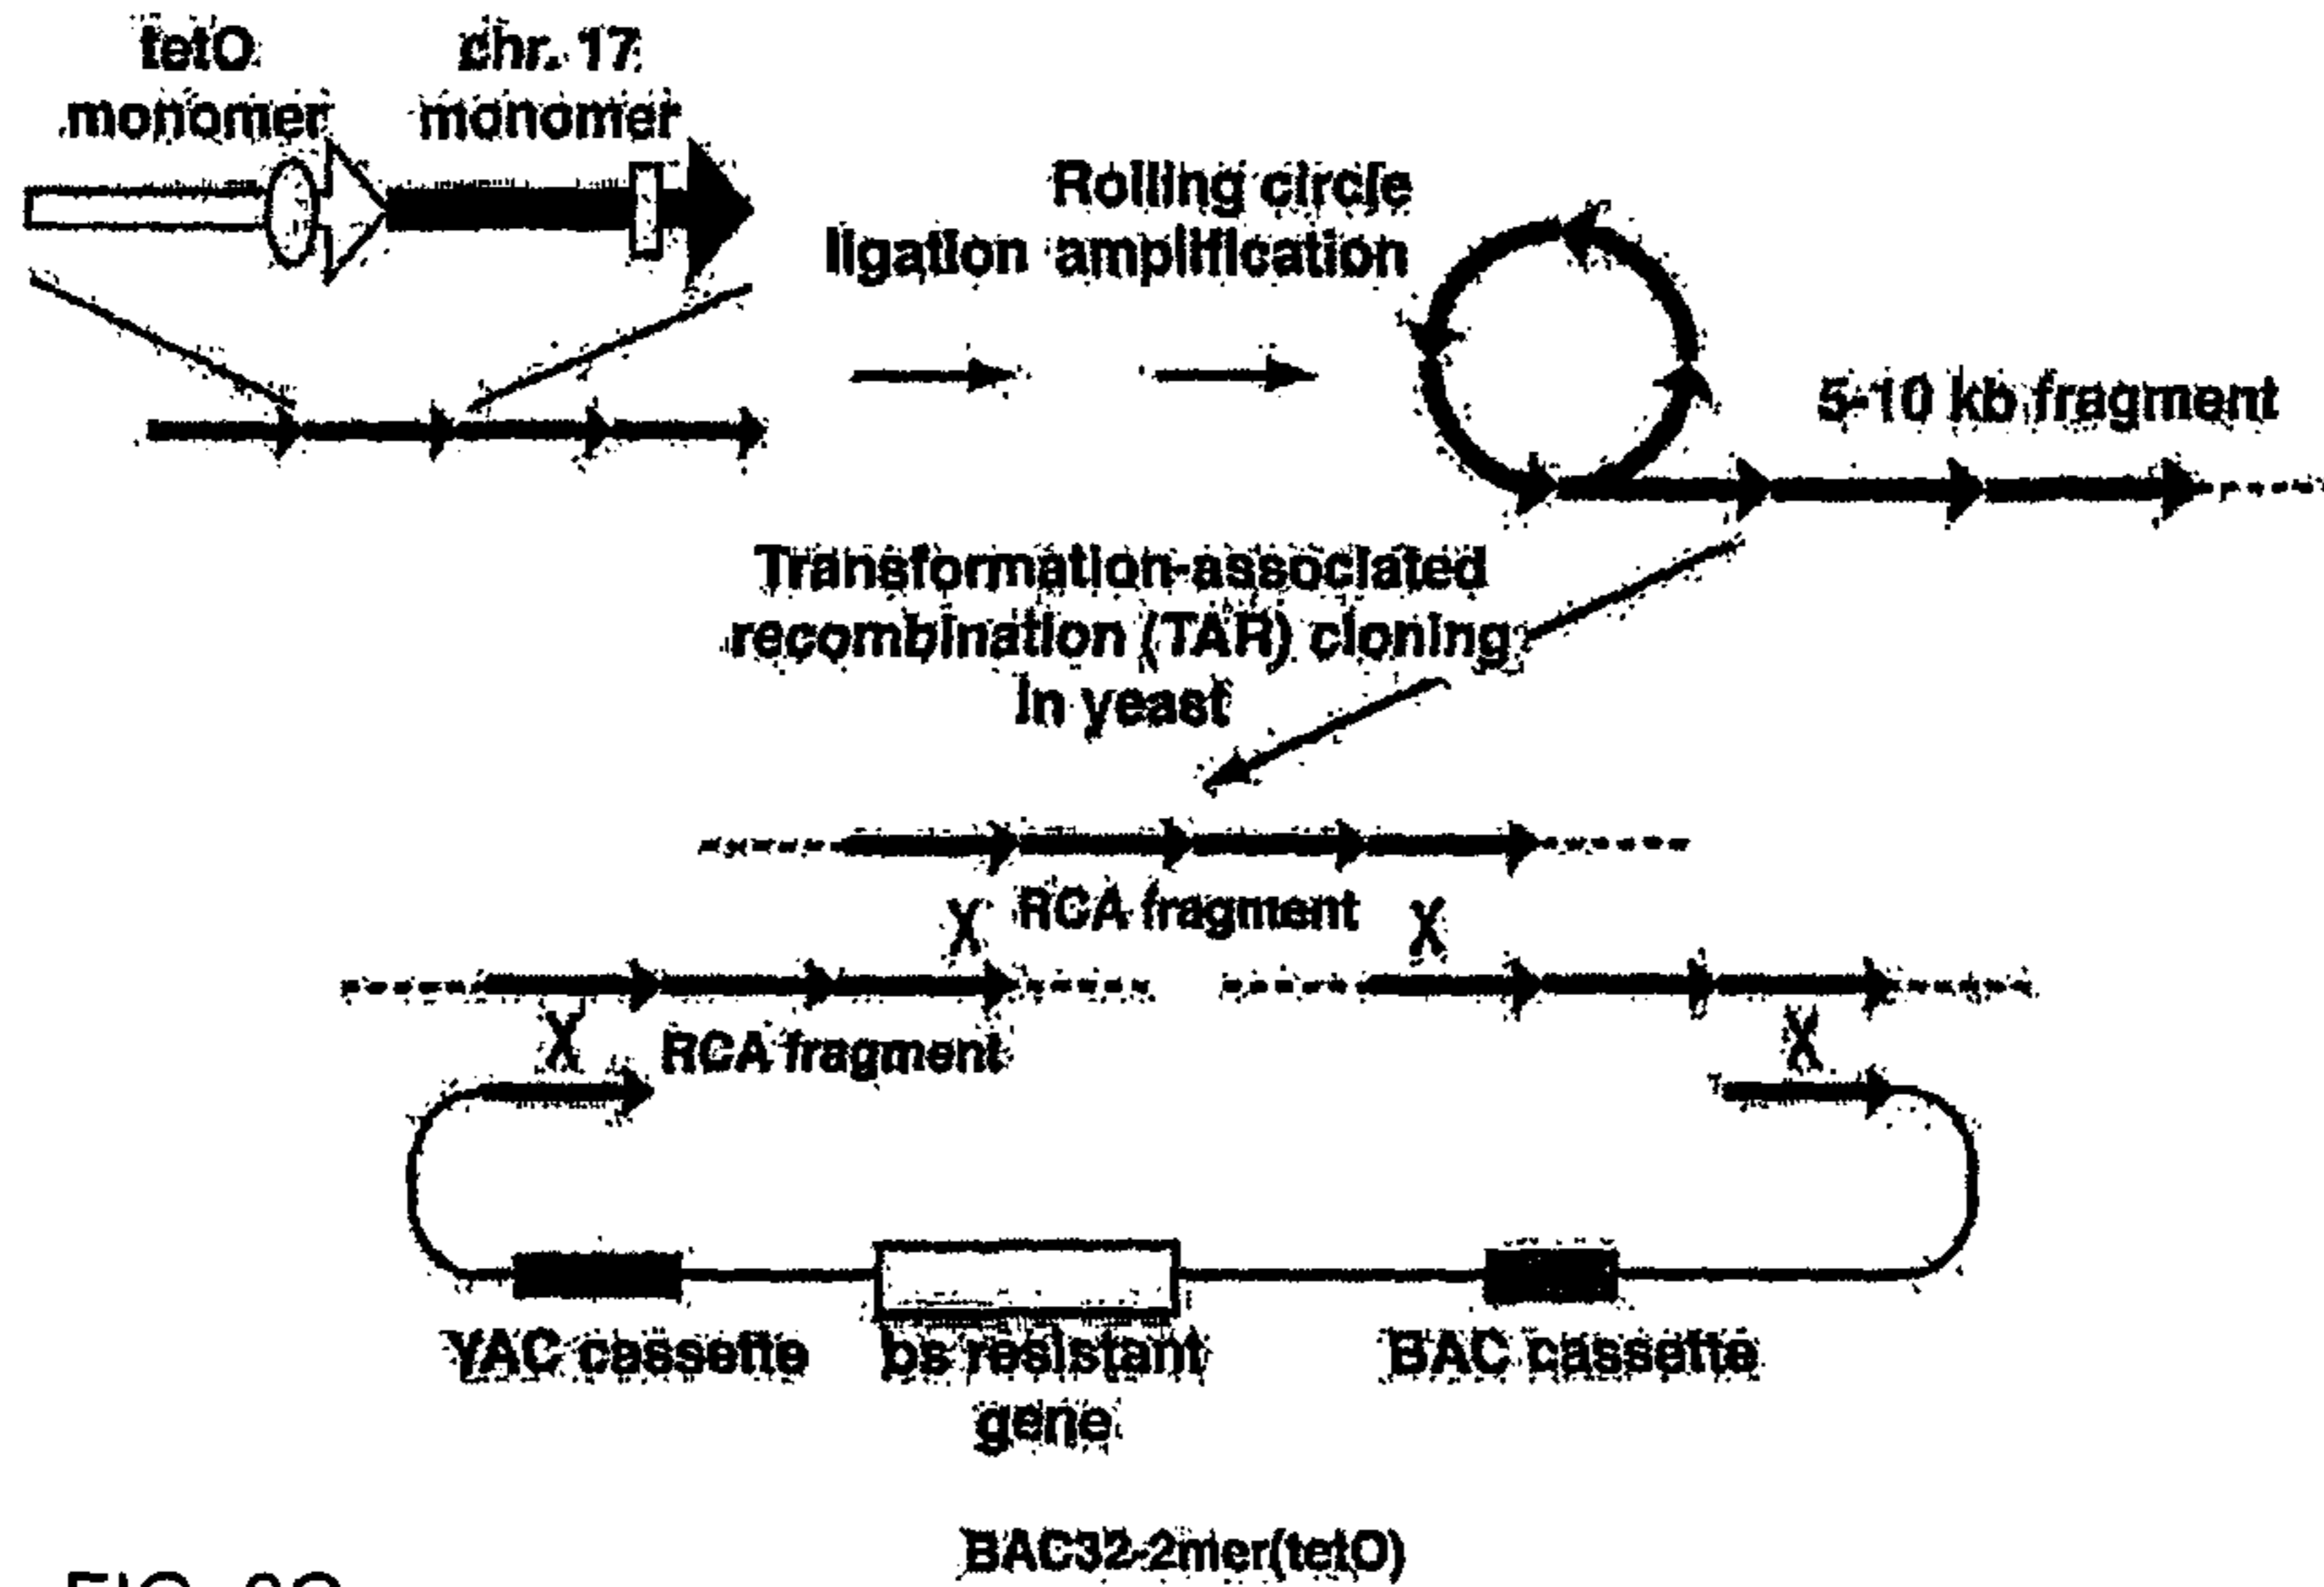 tetO
monomer
chr. 17
monomer
Rolling circle
ligation amplification
5-10 kb fragment
Transformation-associated
recombination (TAR) cloning
in yeast
RCA fragment
X X
RCA fragment
X X
YAC cassette
bs resistant
gene
BAC cassette
BAC32-2mer(tetO)